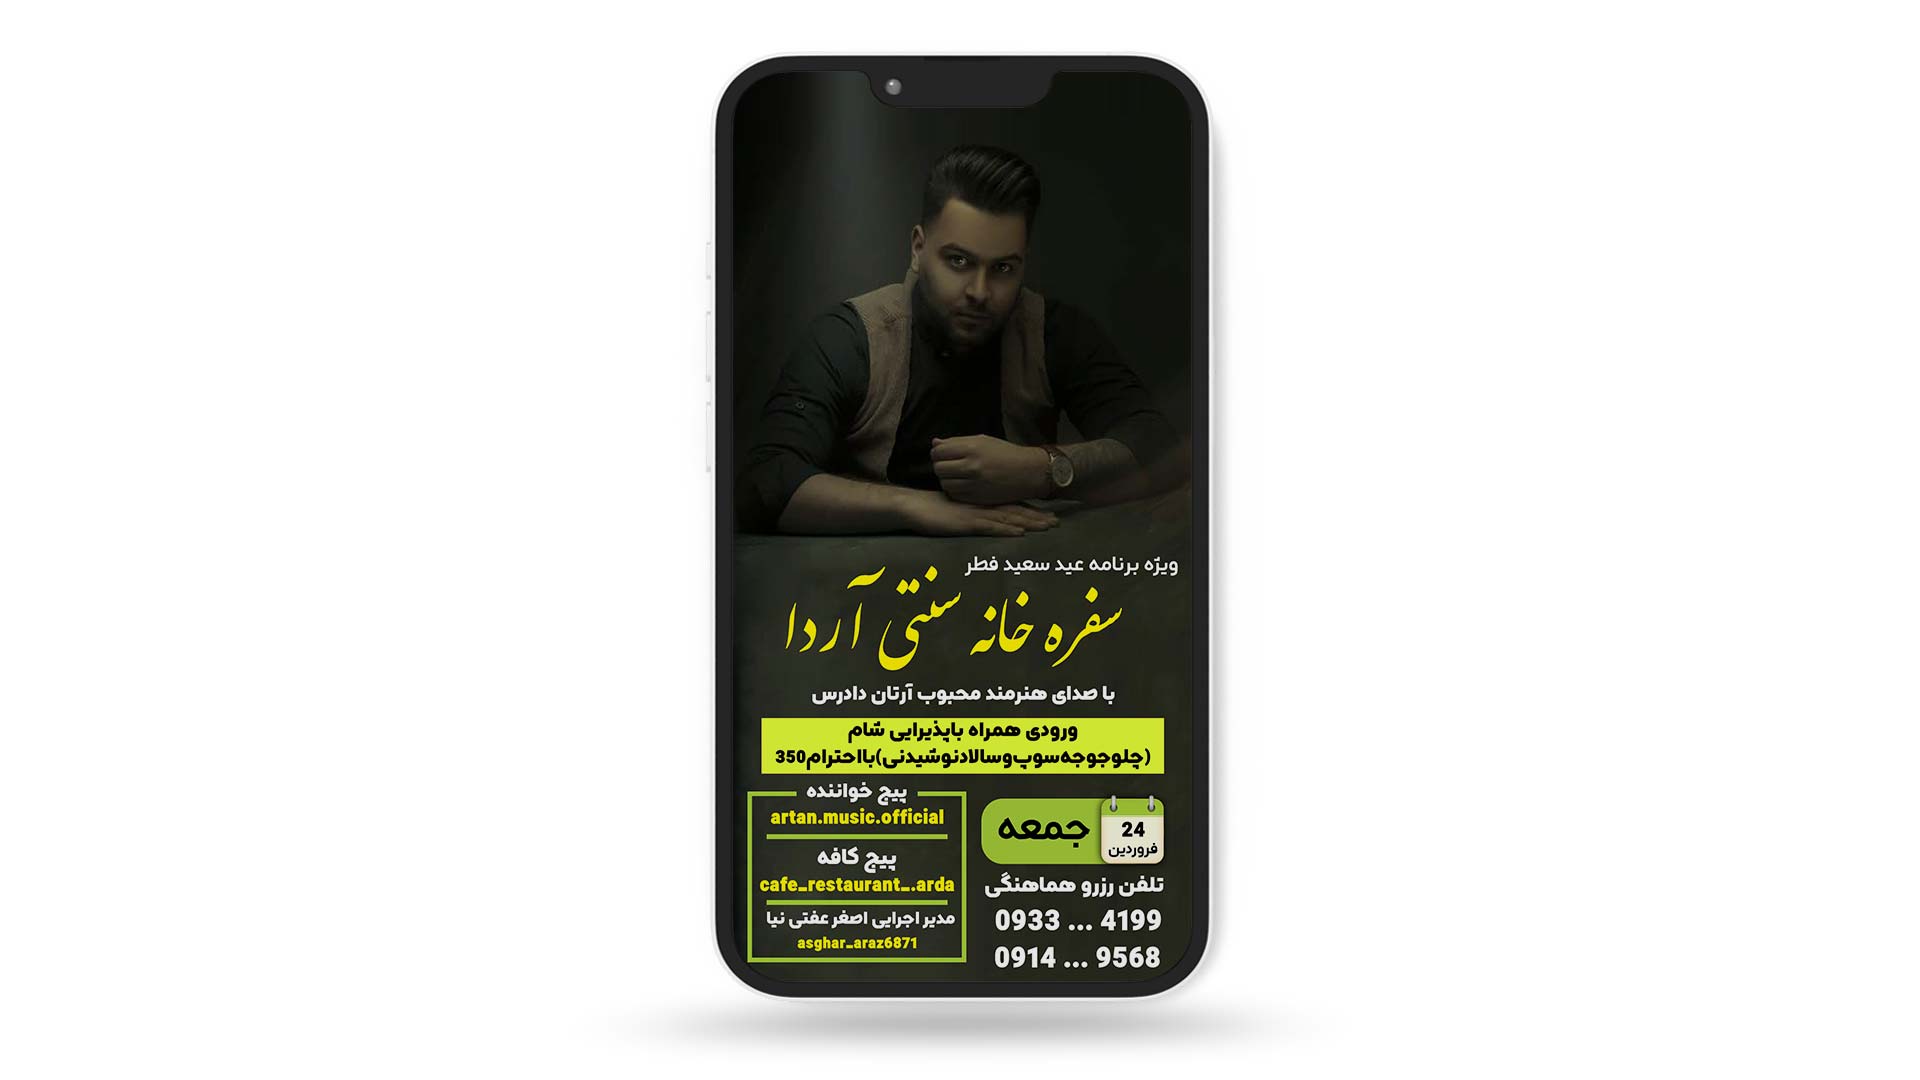 ویژه برنامه عید سعید فطر
سفره خانه سنتی آردا
با صدای هنرمند محبوب آرتان دادرس
ورودی همراه باپذیرایی شام
(چلوجوجه‌سوپ‌وسالادنوشیدنی)بااحترام350
24
فروردین
جمعه
تلفن رزرو هماهنگی
0933 ... 4199
0914 ... 9568
پیج خواننده
artan.music.official
پیج کافه
cafe_restaurant_.arda
مدیر اجرایی اصغر عفتی نیا
asghar_araz6871